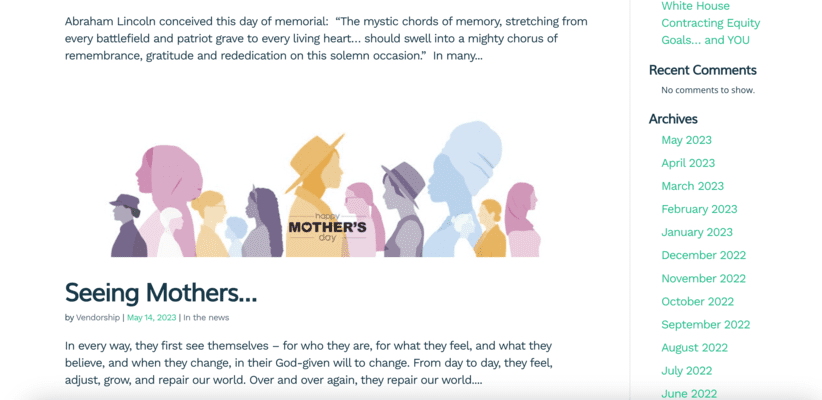 Abraham Lincoln conceived this day of memorial:  “The mystic chords of memory, stretching from
every battlefield and patriot grave to every living heart… should swell into a mighty chorus of
remembrance, gratitude and rededication on this solemn occasion.”  In many...
happy
MOTHER'S
day
Seeing Mothers…
by Vendorship | May 14, 2023 | In the news
In every way, they first see themselves – for who they are, for what they feel, and what they
believe, and when they change, in their God-given will to change. From day to day, they feel,
adjust, grow, and repair our world. Over and over again, they repair our world....
White House
Contracting Equity
Goals… and YOU
Recent Comments
No comments to show.
Archives
May 2023
April 2023
March 2023
February 2023
January 2023
December 2022
November 2022
October 2022
September 2022
August 2022
July 2022
June 2022